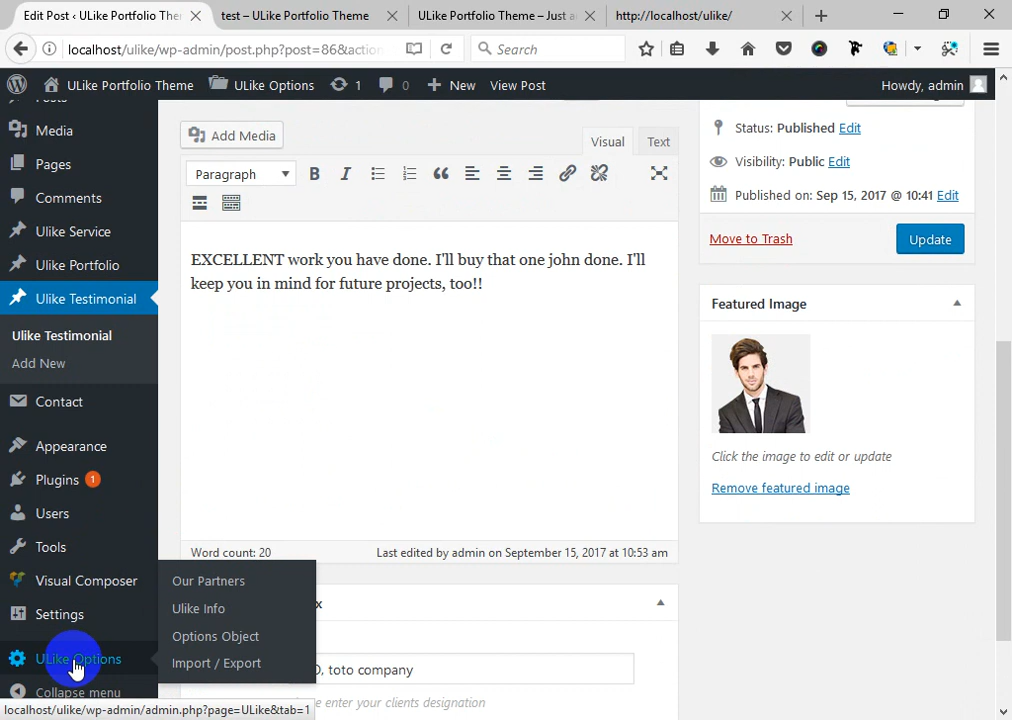 Edit Post ‹ ULike Portfolio Ther
test – ULike Portfolio Theme
ULike Portfolio Theme – Just a
http://localhost/ulike/
localhost/ulike/wp-admin/post.php?post=86&action
Search
ULike Portfolio Theme
ULike Options
1
0
New
View Post
Howdy, admin
Media
Pages
Comments
Ulike Service
Ulike Portfolio
Ulike Testimonial
Ulike Testimonial
Add New
Contact
Appearance
Plugins 1
Users
Tools
Visual Composer
Settings
ULike Options
Collapse menu
Our Partners
Ulike Info
Options Object
Import / Export
localhost/ulike/wp-admin/admin.php?page=ULike&tab=1
Add Media
Visual
Text
Paragraph
EXCELLENT work you have done. I'll buy that one john done. I'll
keep you in mind for future projects, too!!
Word count: 20
Last edited by admin on September 15, 2017 at 10:53 am
O, toto company
enter your clients designation
Status: Published Edit
Visibility: Public Edit
Published on: Sep 15, 2017 @ 10:41 Edit
Move to Trash
Update
Featured Image
Click the image to edit or update
Remove featured image